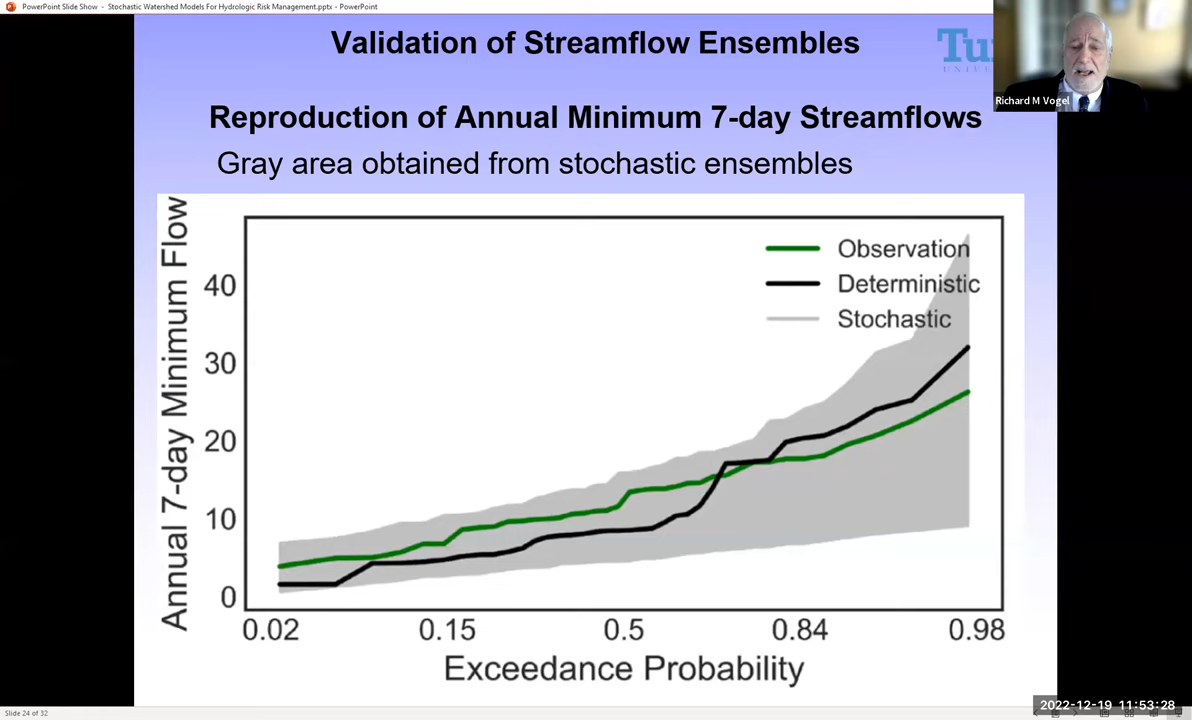 PowerPoint Slide Show - Stochastic Watershed Models For Hydrologic Risk Management.pptx - PowerPoint
Validation of Streamflow Ensembles
Richard M Vogel
Reproduction of Annual Minimum 7-day Streamflows
Gray area obtained from stochastic ensembles
Annual 7-day Minimum Flow
Observation
Deterministic
Stochastic
40
30
20
10
0
0.02 0.15 0.5 0.84 0.98
Exceedance Probability
2022-12-19 11:53:28
Slide 24 of 32